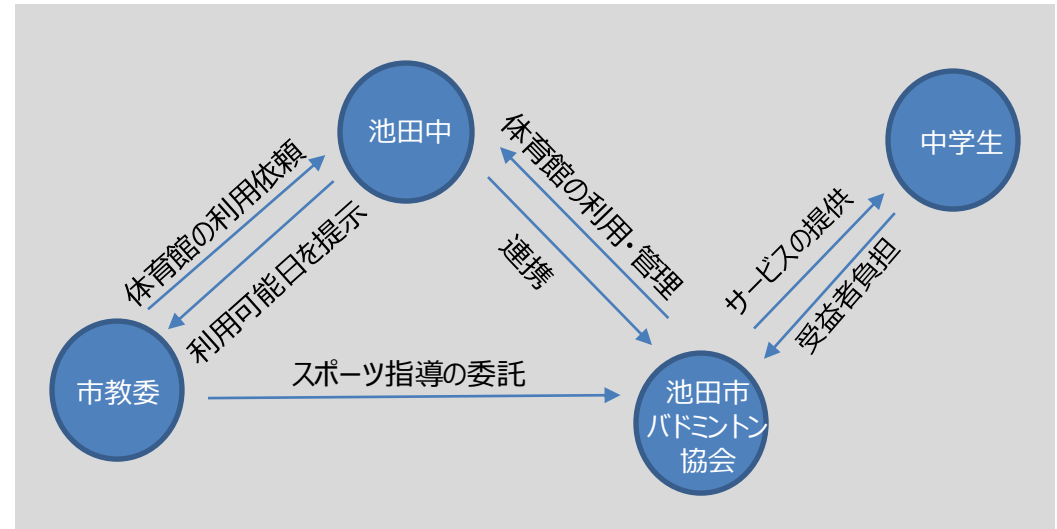 池田中
中学生
体育館の利用依頼
利用可能日を提示
体育館の利用・管理
連携
サービスの提供
受益者負担
市教委
スポーツ指導の委託
池田市
バドミントン
協会